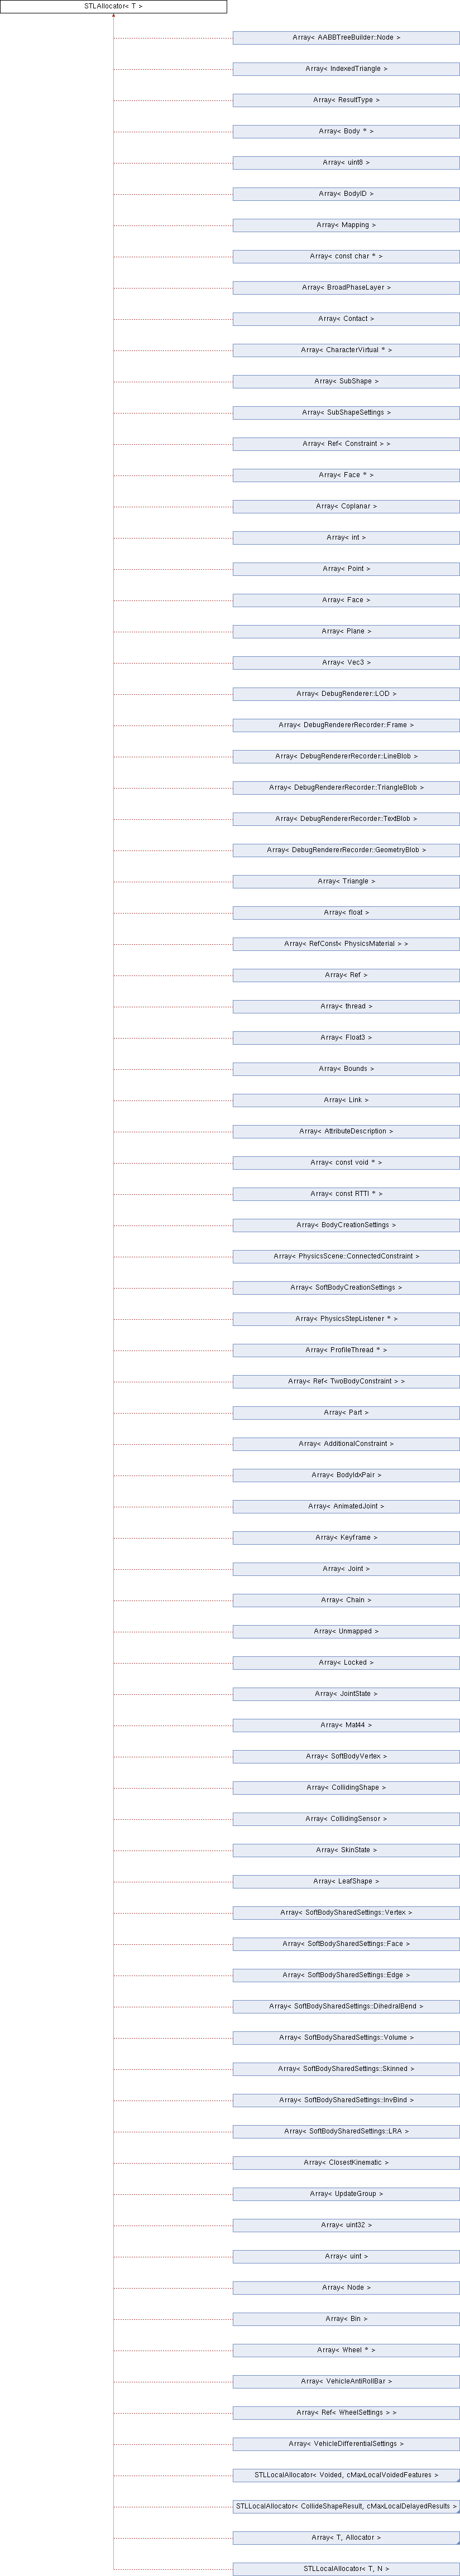 STLAllocator< T >
Array< AABBTreeBuilder::Node >
Array< IndexedTriangle >
Array< ResultType >
Array< Body * >
Array< uint8 >
Array< BodyID >
Array< Mapping >
Array< const char * >
Array< BroadPhaseLayer >
Array< Contact >
Array< CharacterVirtual * >
Array< SubShape >
Array< SubShapeSettings >
Array< Ref< Constraint > >
Array< Face * >
Array< Coplanar >
Array< int >
Array< Point >
Array< Face >
Array< Plane >
Array< Vec3 >
Array< DebugRenderer::LOD >
Array< DebugRendererRecorder::Frame >
Array< DebugRendererRecorder::LineBlob >
Array< DebugRendererRecorder::TriangleBlob >
Array< DebugRendererRecorder::TextBlob >
Array< DebugRendererRecorder::GeometryBlob >
Array< Triangle >
Array< float >
Array< RefConst< PhysicsMaterial > >
Array< Ref >
Array< thread >
Array< Float3 >
Array< Bounds >
Array< Link >
Array< AttributeDescription >
Array< const void * >
Array< const RTTI * >
Array< BodyCreationSettings >
Array< PhysicsScene::ConnectedConstraint >
Array< SoftBodyCreationSettings >
Array< PhysicsStepListener * >
Array< ProfileThread * >
Array< Ref< TwoBodyConstraint > >
Array< Part >
Array< AdditionalConstraint >
Array< BodyIdxPair >
Array< AnimatedJoint >
Array< Keyframe >
Array< Joint >
Array< Chain >
Array< Unmapped >
Array< Locked >
Array< JointState >
Array< Mat44 >
Array< SoftBodyVertex >
Array< CollidingShape >
Array< CollidingSensor >
Array< SkinState >
Array< LeafShape >
Array< SoftBodySharedSettings::Vertex >
Array< SoftBodySharedSettings::Face >
Array< SoftBodySharedSettings::Edge >
Array< SoftBodySharedSettings::DihedralBend >
Array< SoftBodySharedSettings::Volume >
Array< SoftBodySharedSettings::Skinned >
Array< SoftBodySharedSettings::InvBind >
Array< SoftBodySharedSettings::LRA >
Array< ClosestKinematic >
Array< UpdateGroup >
Array< uint32 >
Array< uint >
Array< Node >
Array< Bin >
Array< Wheel * >
Array< VehicleAntiRollBar >
Array< Ref< WheelSettings > >
Array< VehicleDifferentialSettings >
STLLocalAllocator< Voided, cMaxLocalVoidedFeatures >
STLLocalAllocator< CollideShapeResult, cMaxLocalDelayedResults >
Array< T, Allocator >
STLLocalAllocator< T, N >